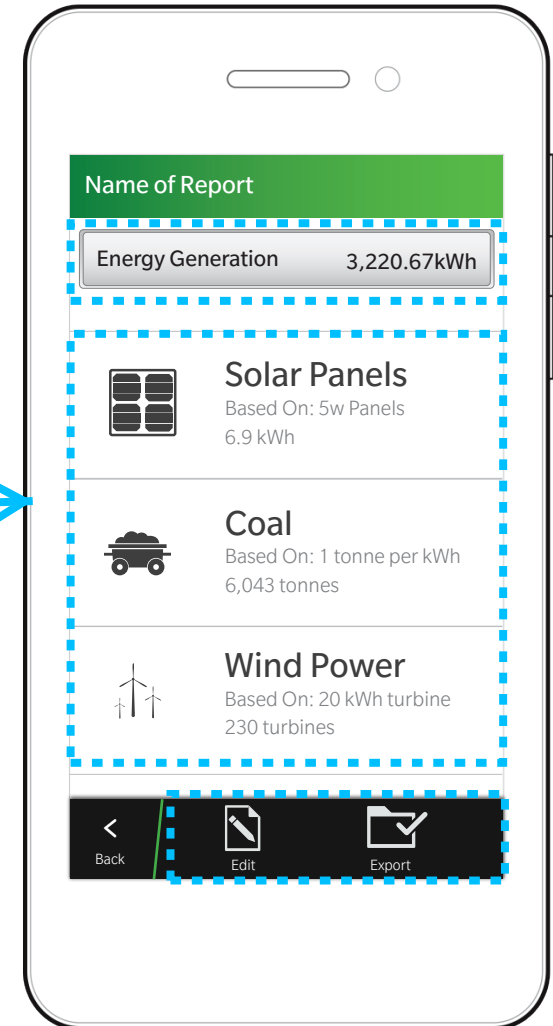 Name of Report
Energy Generation 3,220.67kWh
Solar Panels
Based On: 5w Panels
6.9 kWh
Coal
Based On: 1 tonne per kWh
6,043 tonnes
Wind Power
Based On: 20 kWh turbine
230 turbines
Back Edit Export